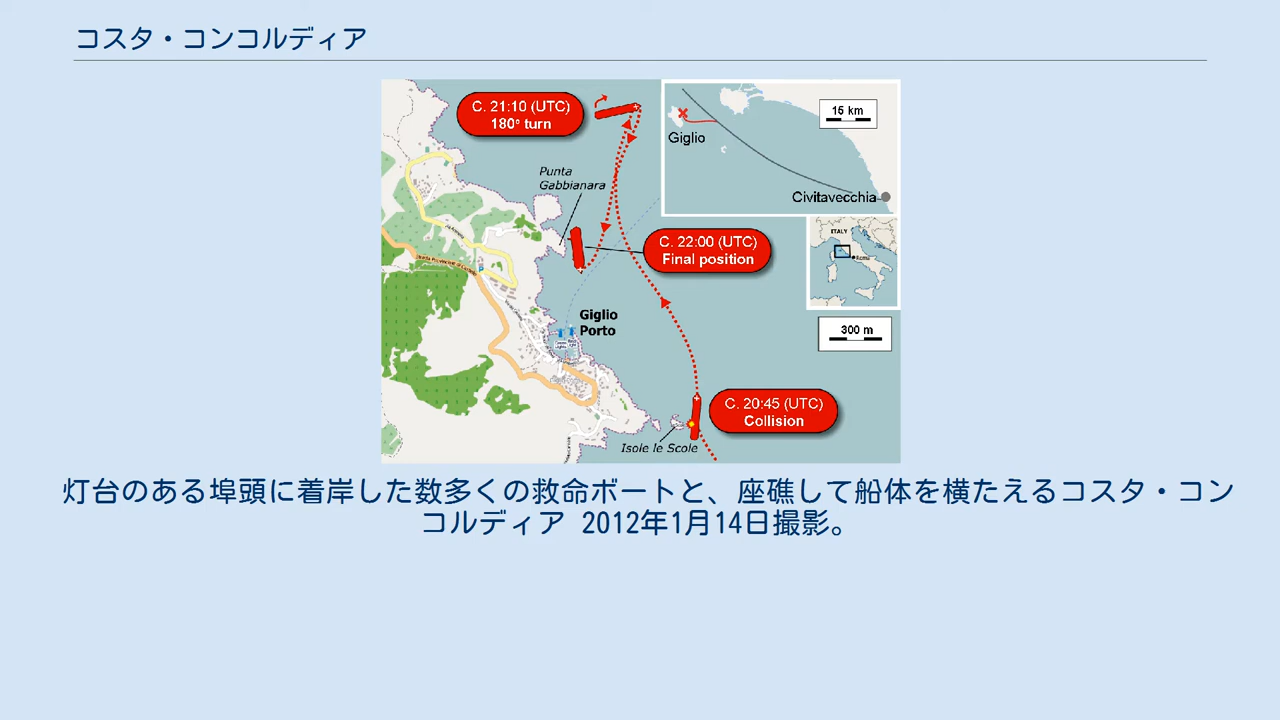 コスタ・コンコルディア
C. 21:10 (UTC)
180° turn
15 km
Giglio
Punta
Gabbianara
Civitavecchia
ITALY
Rome
C. 22:00 (UTC)
Final position
Giglio
Porto
300 m
C. 20:45 (UTC)
Collision
Isole le Scole
灯台のある埠頭に着岸した数多くの救命ボートと、座礁して船体を横たえるコスタ・コン
コルディア 2012年1月14日撮影。